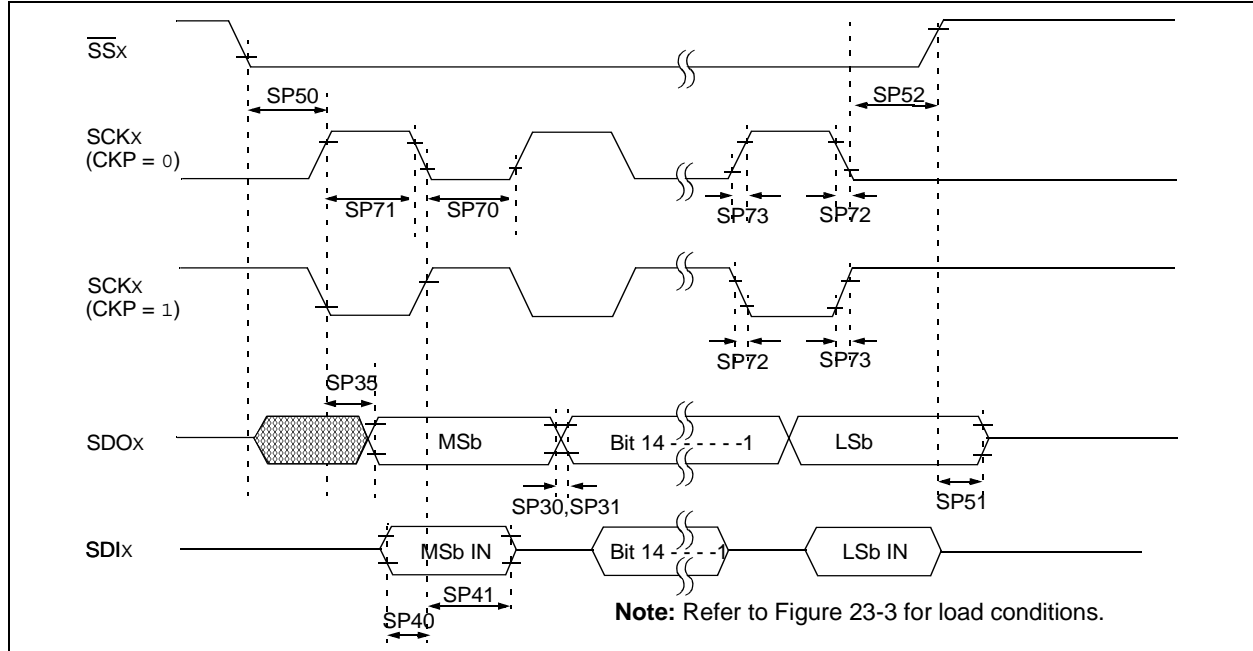 SSX
SP50
SP52
SCKX
(CKP = 0)
SP71
SP70
SP73
SP72
SCKX
(CKP = 1)
SP72
SP73
SP35
SDOX
MSb
Bit 14 - - - - - -1
LSb
SP30,SP31
SP51
SDIX
MSb IN
Bit 14 - - - -1
LSb IN
SP41
SP40
Note: Refer to Figure 23-3 for load conditions.